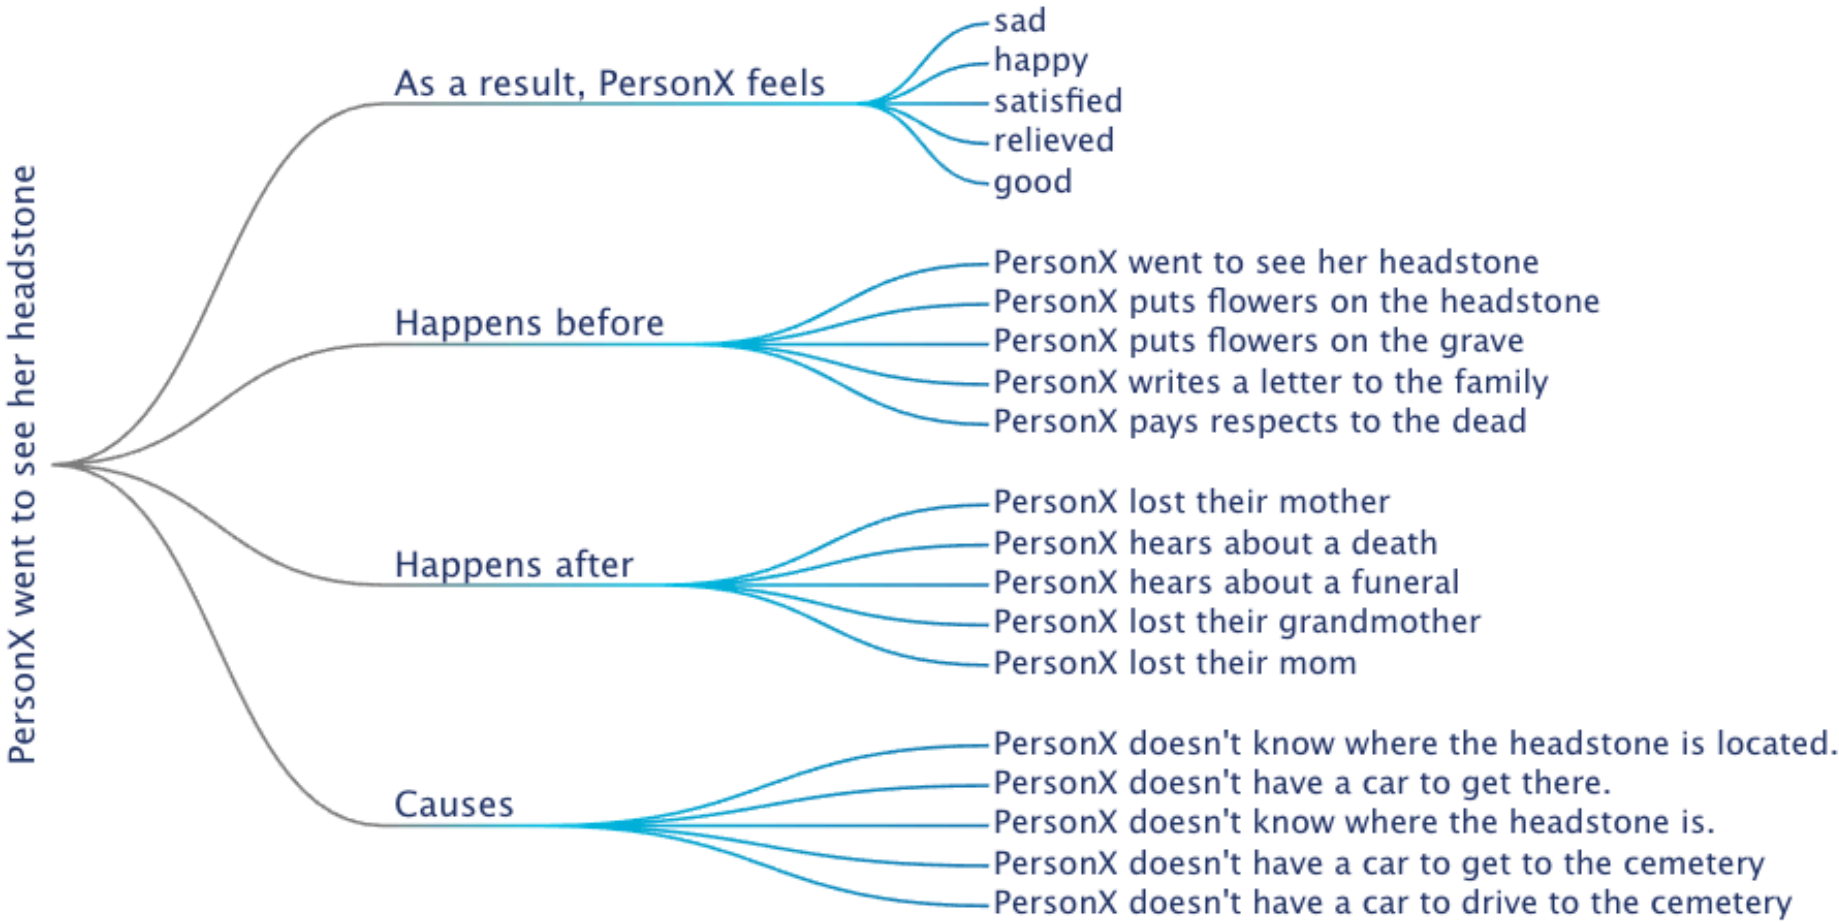 PersonX went to see her headstone
As a result, PersonX feels
sad
happy
satisfied
relieved
good
Happens before
PersonX went to see her headstone
PersonX puts flowers on the headstone
PersonX puts flowers on the grave
PersonX writes a letter to the family
PersonX pays respects to the dead
Happens after
PersonX lost their mother
PersonX hears about a death
PersonX hears about a funeral
PersonX lost their grandmother
PersonX lost their mom
Causes
PersonX doesn't know where the headstone is located.
PersonX doesn't have a car to get there.
PersonX doesn't know where the headstone is.
PersonX doesn't have a car to get to the cemetery
PersonX doesn't have a car to drive to the cemetery